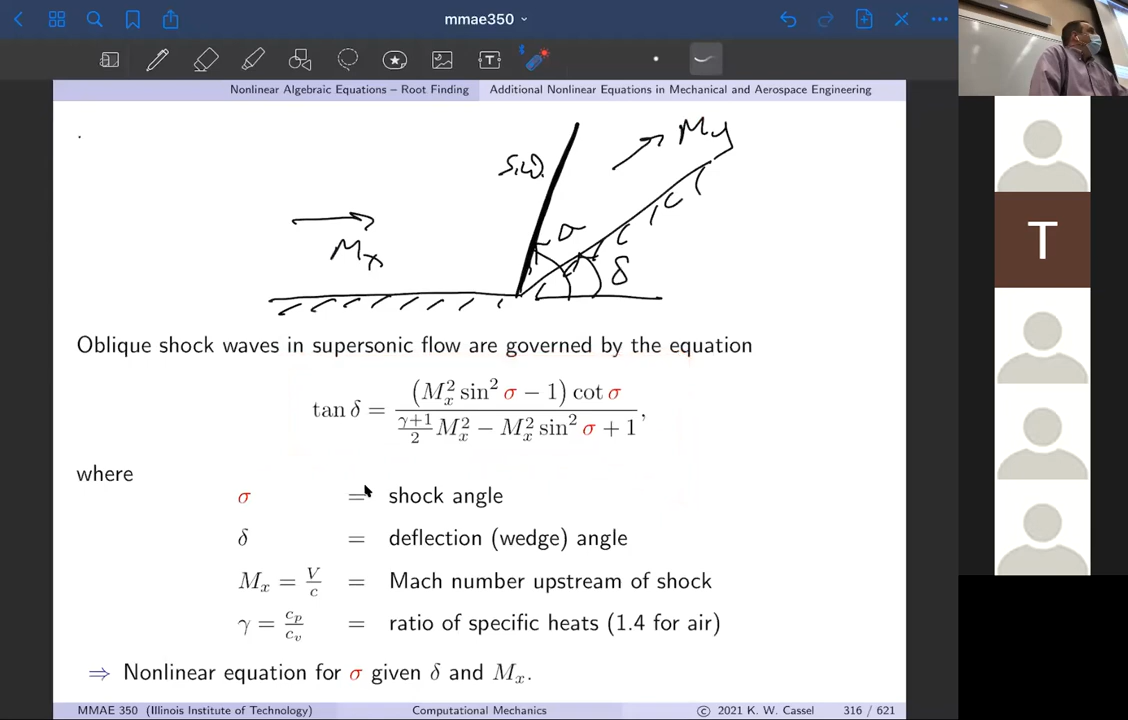 mmae350
Nonlinear Algebraic Equations – Root Finding
Additional Nonlinear Equations in Mechanical and Aerospace Engineering
S.W.
My
Mx
σ
δ
Oblique shock waves in supersonic flow are governed by the equation
tan δ = (M_x^2 sin^2 σ − 1) cot σ / (γ+1/2 M_x^2 − M_x^2 sin^2 σ + 1),
where
σ = shock angle
δ = deflection (wedge) angle
M_x = V/c = Mach number upstream of shock
γ = c_p/c_v = ratio of specific heats (1.4 for air)
⇒ Nonlinear equation for σ given δ and M_x.
MMAE 350 (Illinois Institute of Technology)
Computational Mechanics
© 2021 K. W. Cassel
316 / 621
T